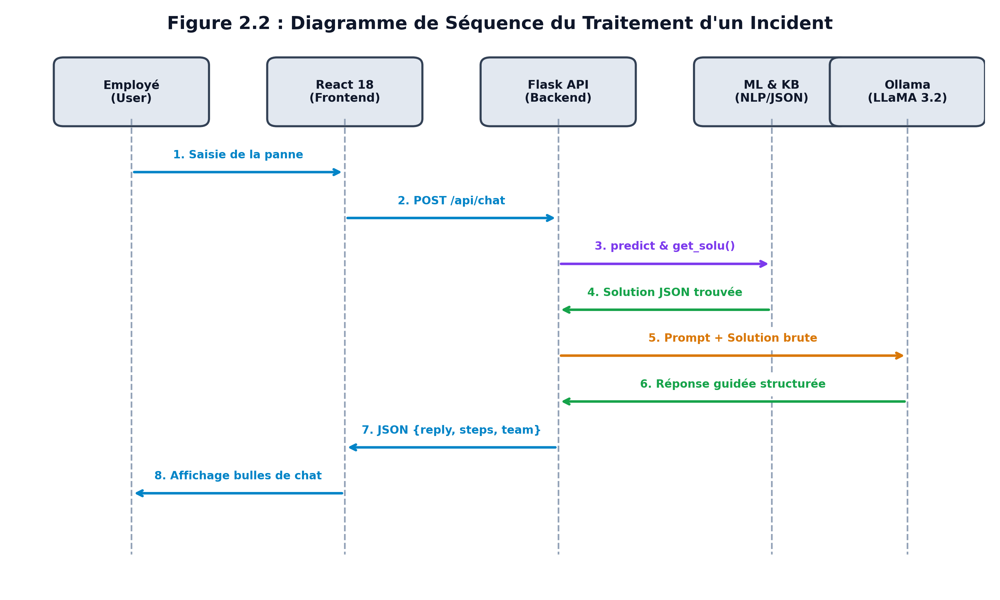 Figure 2.2 : Diagramme de Séquence du Traitement d'un Incident
Employé
(User)
React 18
(Frontend)
Flask API
(Backend)
ML & KB
(NLP/JSON)
Ollama
(LLaMA 3.2)
1. Saisie de la panne
2. POST /api/chat
3. predict & get_solu()
4. Solution JSON trouvée
5. Prompt + Solution brute
6. Réponse guidée structurée
7. JSON {reply, steps, team}
8. Affichage bulles de chat